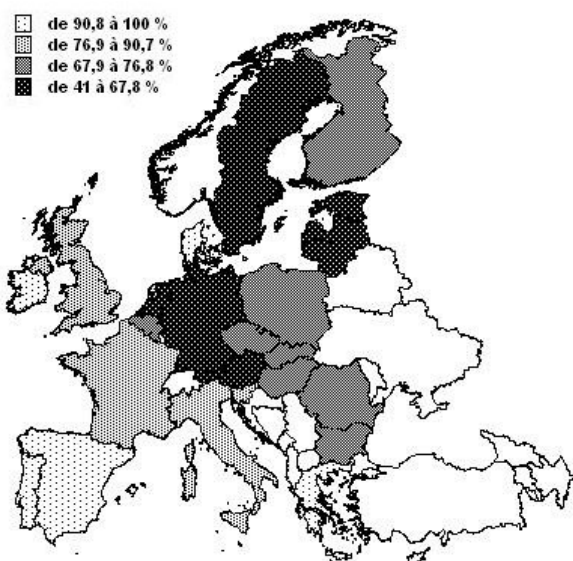 de 90,8 à 100 %
de 76,9 à 90,7 %
de 67,9 à 76,8 %
de 41 à 67,8 %